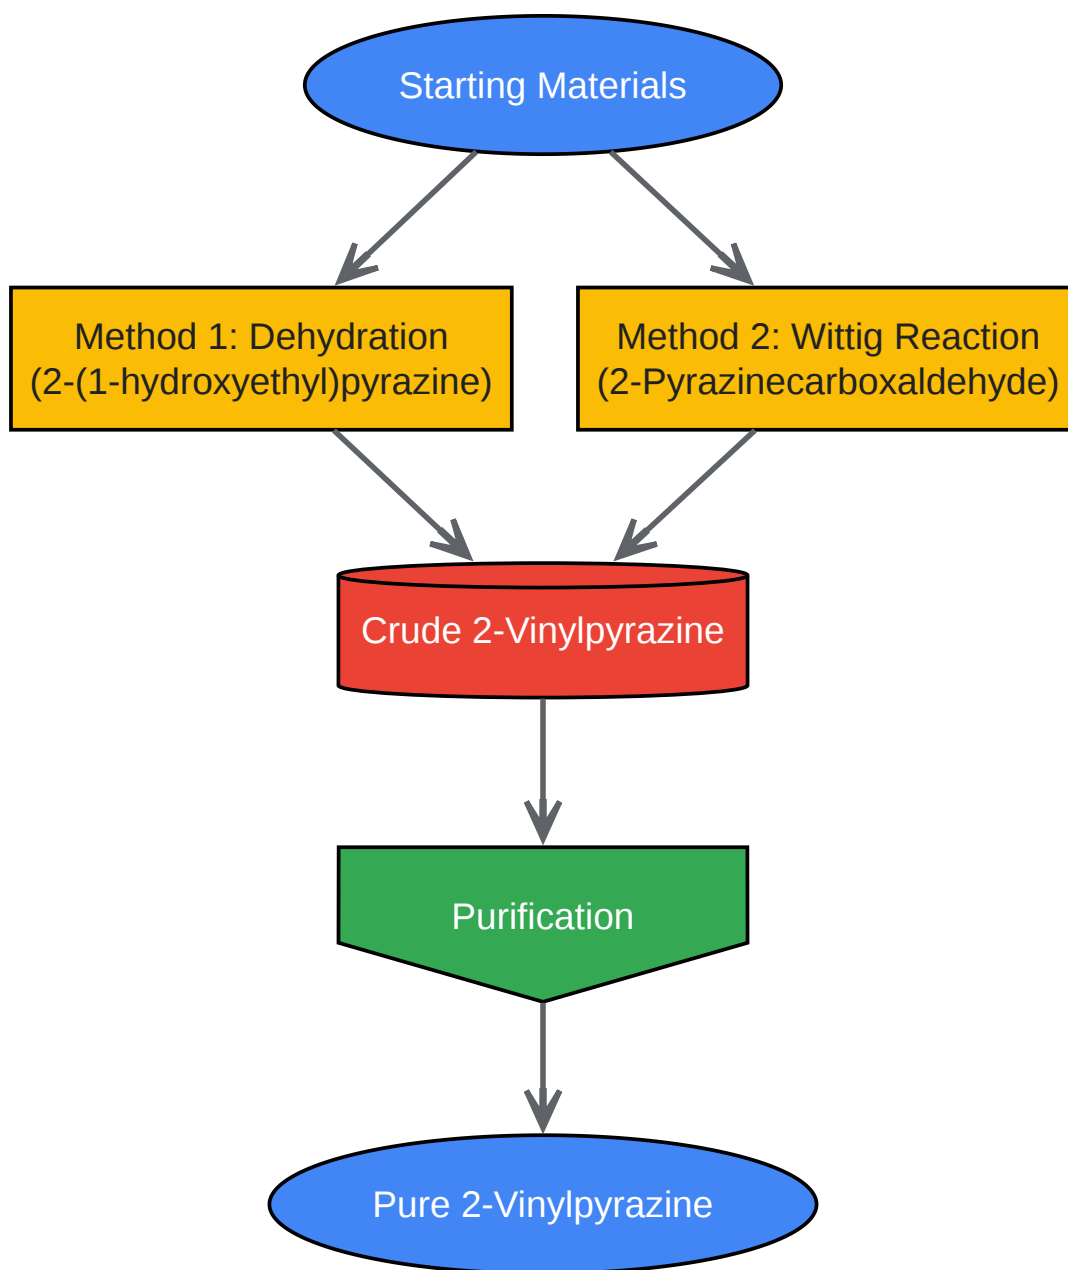 Starting Materials
Method 1: Dehydration
(2-(1-hydroxyethyl)pyrazine)
Method 2: Wittig Reaction
(2-Pyrazinecarboxaldehyde)
Crude 2-Vinylpyrazine
Purification
Pure 2-Vinylpyrazine